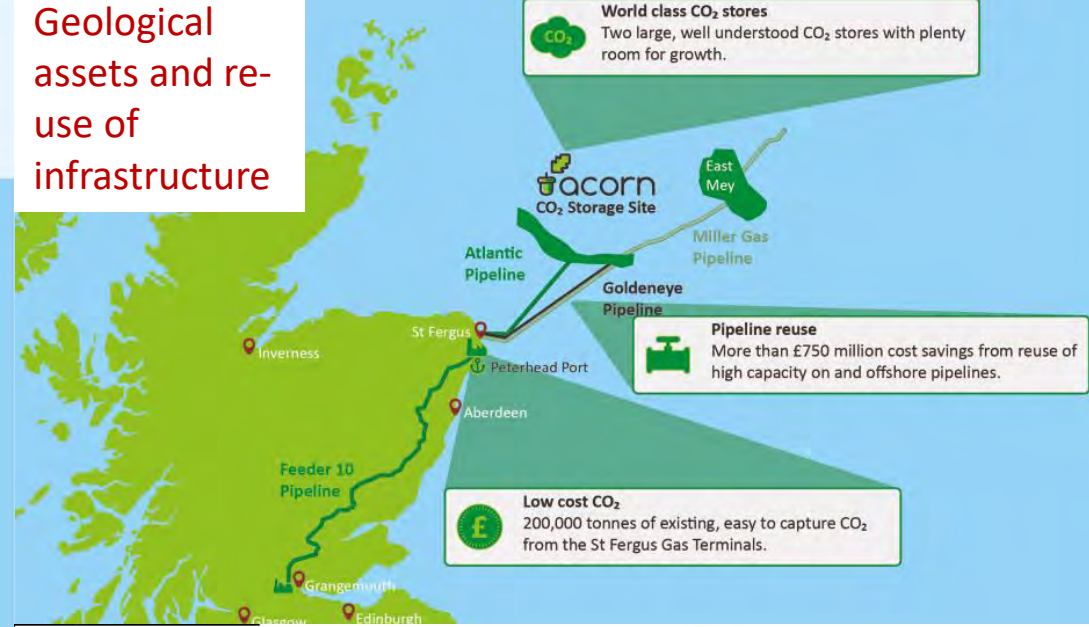 Geological
assets and re-
use of
infrastructure
World class CO₂ stores
CO₂
Two large, well understood CO₂ stores with plenty
room for growth.
acorn
CO₂ Storage Site
East
Mey
Miller Gas
Pipeline
Atlantic
Pipeline
Goldeneye
Pipeline
Pipeline reuse
More than £750 million cost savings from reuse of
high capacity on and offshore pipelines.
St Fergus
Inverness
Peterhead Port
Aberdeen
Feeder 10
Pipeline
Low cost CO₂
£
200,000 tonnes of existing, easy to capture CO₂
from the St Fergus Gas Terminals.
Grangemouth
Glasgow
Edinburgh